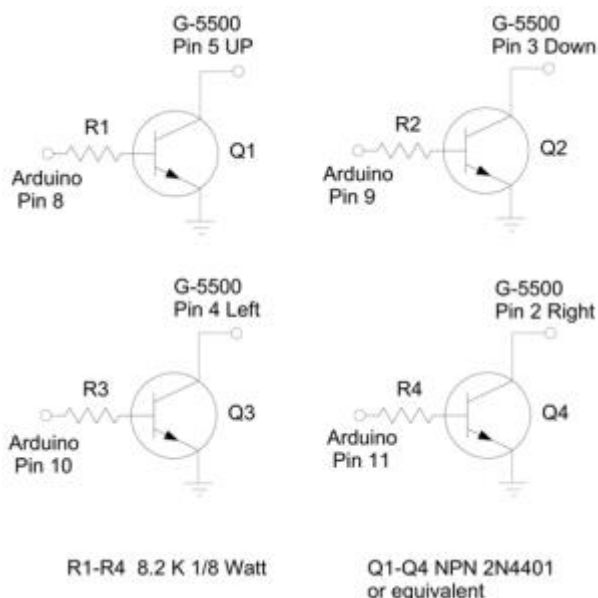 G-5500
Pin 5 UP
R1
Q1
Arduino
Pin 8
G-5500
Pin 3 Down
R2
Q2
Arduino
Pin 9
G-5500
Pin 4 Left
R3
Q3
Arduino
Pin 10
G-5500
Pin 2 Right
R4
Q4
Arduino
Pin 11
R1-R4 8.2 K 1/8 Watt
Q1-Q4 NPN 2N4401
or equivalent